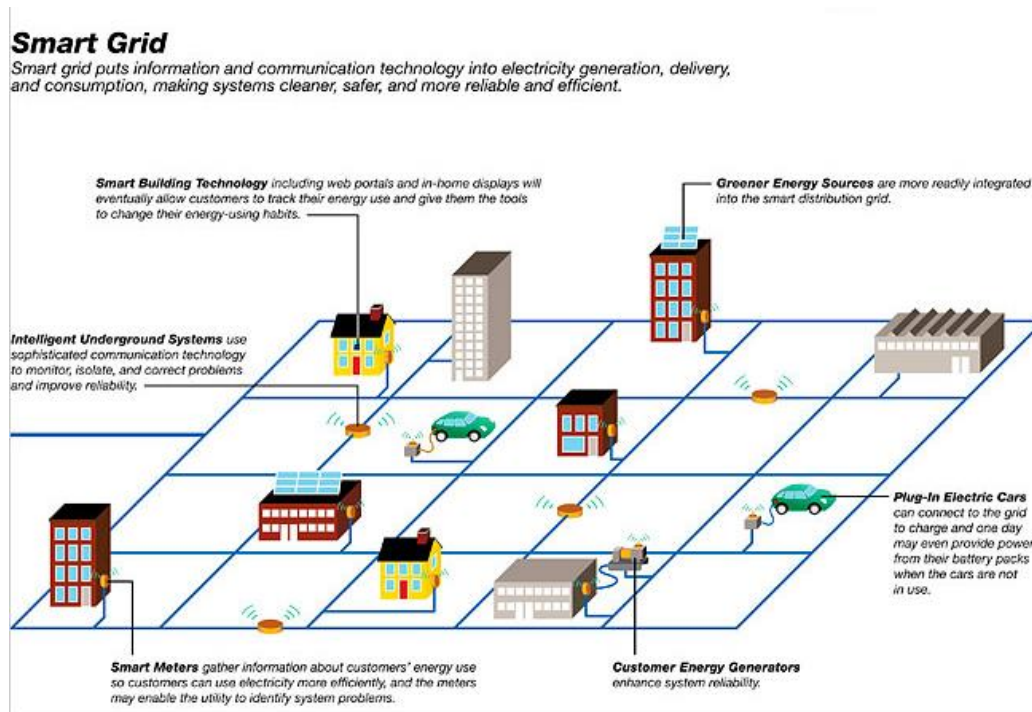 Smart Grid
Smart grid puts information and communication technology into electricity generation, delivery,
and consumption, making systems cleaner, safer, and more reliable and efficient.
Smart Building Technology including web portals and in-home displays will
eventually allow customers to track their energy use and give them the tools
to change their energy-using habits.
Greener Energy Sources are more readily integrated
into the smart distribution grid.
Intelligent Underground Systems use
sophisticated communication technology
to monitor, isolate, and correct problems
and improve reliability.
Plug-In Electric Cars
can connect to the grid
to charge and one day
may even provide power
from their battery packs
when the cars are not
in use.
Smart Meters gather information about customers' energy use
so customers can use electricity more efficiently, and the meters
may enable the utility to identify system problems.
Customer Energy Generators
enhance system reliability.